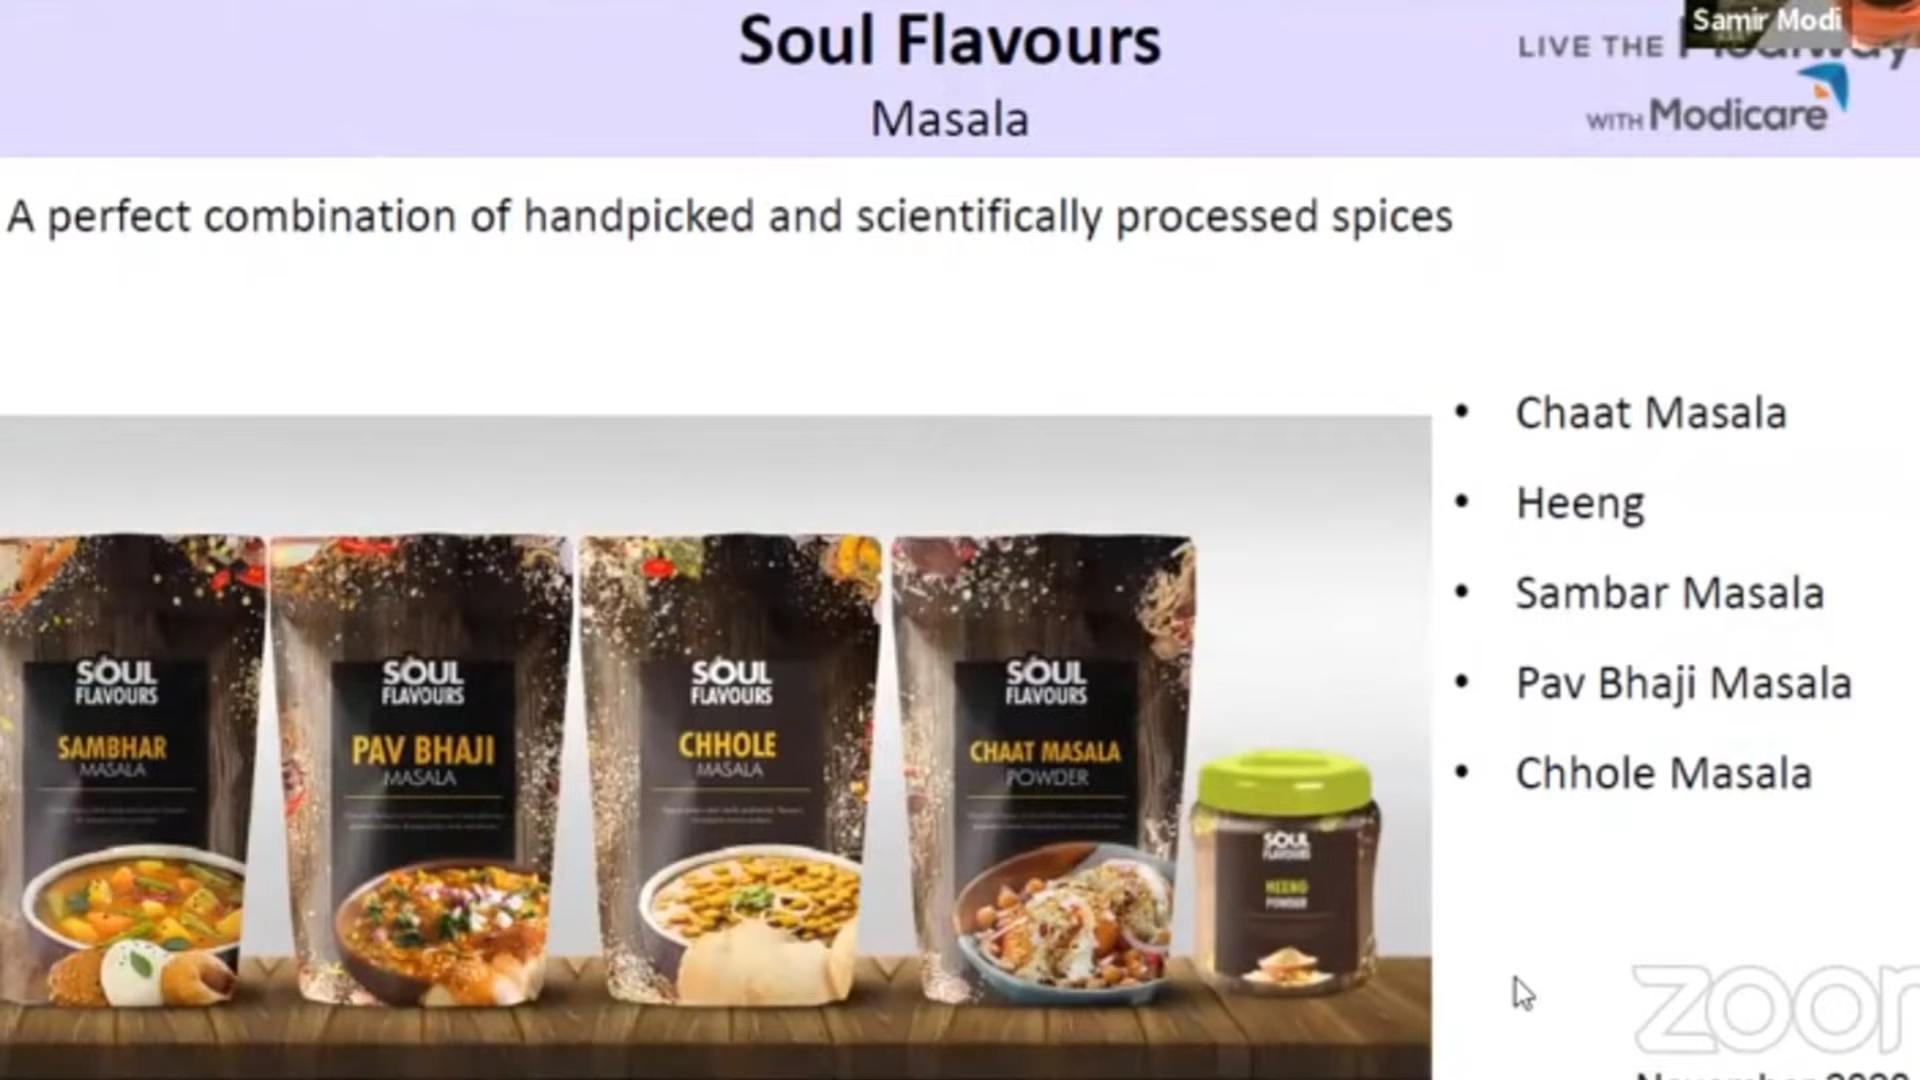 Soul Flavours
Masala
Samir Modi
LIVE THE
WITH Modicare
A perfect combination of handpicked and scientifically processed spices
• Chaat Masala
• Heeng
• Sambar Masala
• Pav Bhaji Masala
• Chhole Masala
SOUL
FLAVOURS
SAMBHAR
MASALA
SOUL
FLAVOURS
PAV BHAJI
MASALA
SOUL
FLAVOURS
CHHOLE
MASALA
SOUL
FLAVOURS
CHAAT MASALA
POWDER
SOUL
FLAVOURS
HEENG
POWDER
zoom